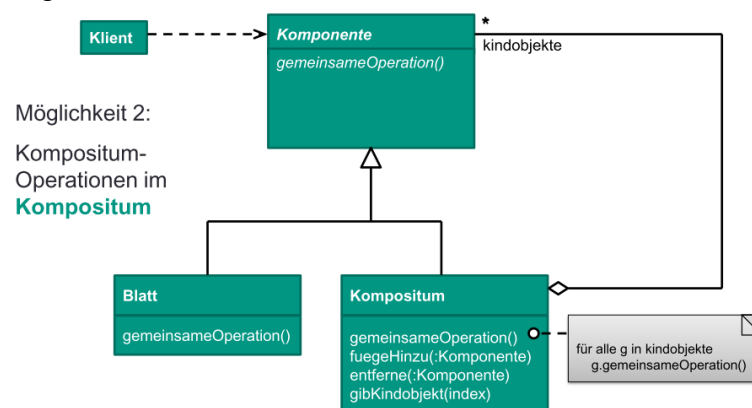 Klient
Komponente
gemeinsameOperation()
*
kindobjekte
Möglichkeit 2:
Kompositum-
Operationen im
Kompositum
Blatt
gemeinsameOperation()
Kompositum
gemeinsameOperation()
fuegeHinzu(:Komponente)
entferne(:Komponente)
gibKindobjekt(index)
für alle g in kindobjekte
g.gemeinsameOperation()